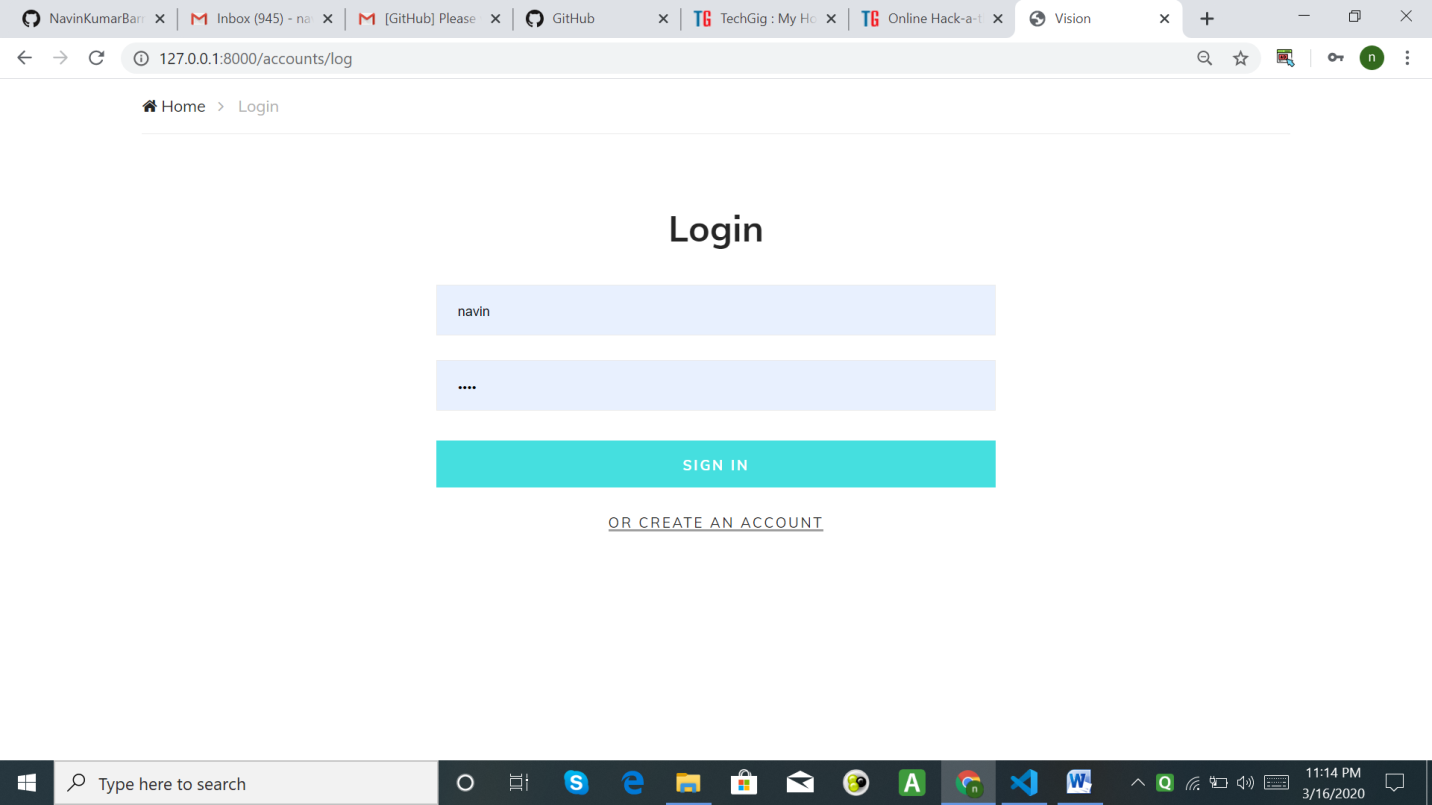 NavinKumarBar
Inbox (945) - na
[GitHub] Please
GitHub
TechGig : My Ho
Online Hack-a-t
Vision
127.0.0.1:8000/accounts/log
n
Home > Login
Login
navin
••••
SIGN IN
OR CREATE AN ACCOUNT
Type here to search
11:14 PM
3/16/2020